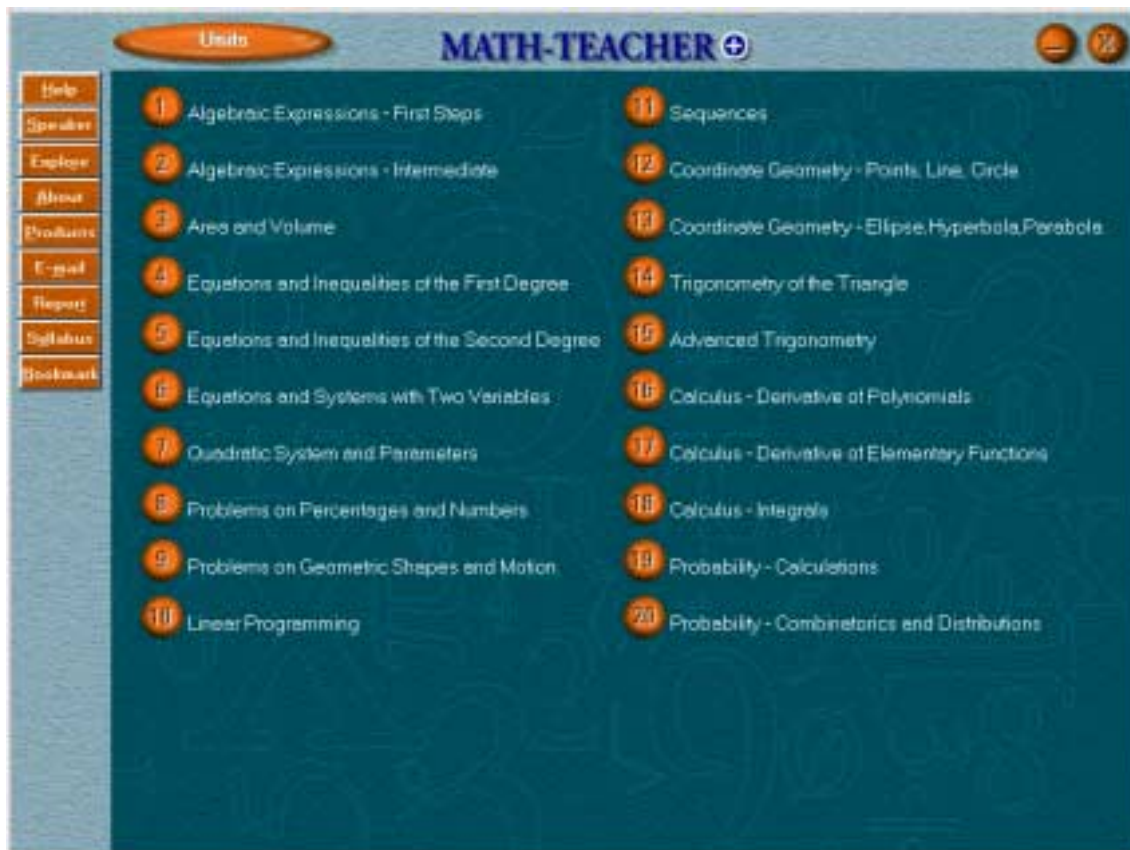 Units
MATH-TEACHER +
Help
Speaker
Explore
About
Products
E-mail
Report
Syllabus
Bookmark
1 Algebraic Expressions - First Steps
2 Algebraic Expressions - Intermediate
3 Area and Volume
4 Equations and Inequalities of the First Degree
5 Equations and Inequalities of the Second Degree
6 Equations and Systems with Two Variables
7 Quadratic System and Parameters
8 Problems on Percentages and Numbers
9 Problems on Geometric Shapes and Motion
10 Linear Programming
11 Sequences
12 Coordinate Geometry - Points, Line, Circle
13 Coordinate Geometry - Ellipse,Hyperbola,Parabola
14 Trigonometry of the Triangle
15 Advanced Trigonometry
16 Calculus - Derivative of Polynomials
17 Calculus - Derivative of Elementary Functions
18 Calculus - Integrals
19 Probability - Calculations
20 Probability - Combinatorics and Distributions